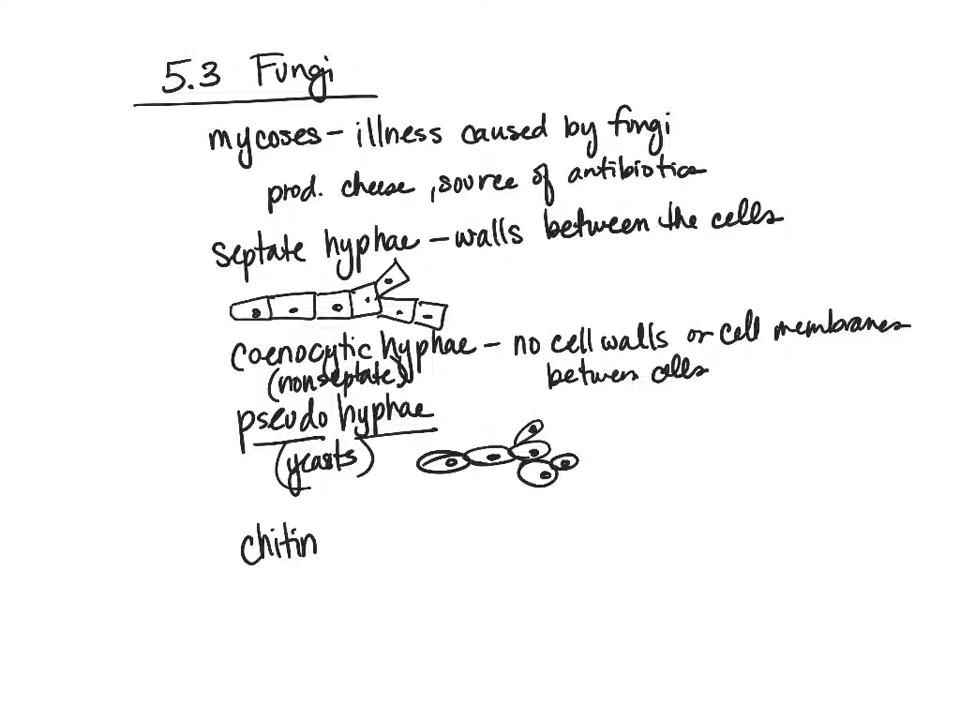 5.3 Fungi
mycoses - illness caused by fungi
prod. cheese, source of antibiotics
septate hyphae - walls between the cells
coenocytic hyphae - no cell walls or cell membranes
(nonseptate) between cells
pseudo hyphae
(yeasts)
chitin